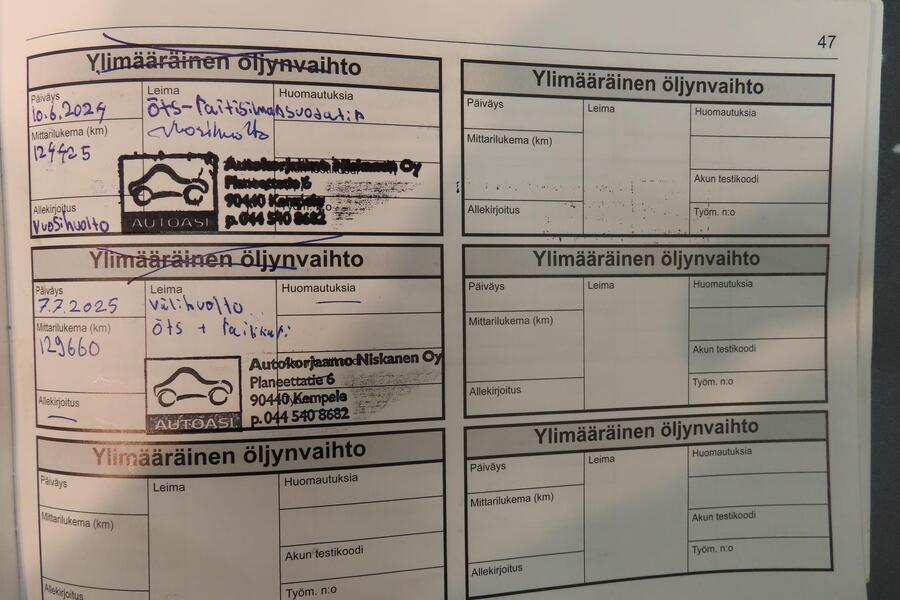 47
Ylimääräinen öljynvaihto
Päiväys
10.6.2024
Leima
öts-raitisilmansuodatin
vuosihuolto
Huomautuksia
Mittarilukema (km)
124425
Autokorjaamo Niskanen Oy
Planeettatie 6
90440 Kempele
p. 044 540 8682
AUTOASI
Allekirjoitus
vuosihuolto
Ylimääräinen öljynvaihto
Päiväys
7.7.2025
Leima
välihuolto
Huomautuksia
Mittarilukema (km)
129660
Autokorjaamo Niskanen Oy
Planeettatie 6
90440 Kempele
p. 044 540 8682
AUTOASI
Allekirjoitus
Ylimääräinen öljynvaihto
Päiväys
Leima
Huomautuksia
Mittarilukema (km)
Akun testikoodi
Allekirjoitus
Työm. n:o
Ylimääräinen öljynvaihto
Päiväys
Leima
Huomautuksia
Mittarilukema (km)
Akun testikoodi
Allekirjoitus
Työm. n:o
Ylimääräinen öljynvaihto
Päiväys
Leima
Huomautuksia
Mittarilukema (km)
Akun testikoodi
Allekirjoitus
Työm. n:o
Ylimääräinen öljynvaihto
Päiväys
Leima
Huomautuksia
Mittarilukema (km)
Akun testikoodi
Allekirjoitus
Työm. n:o